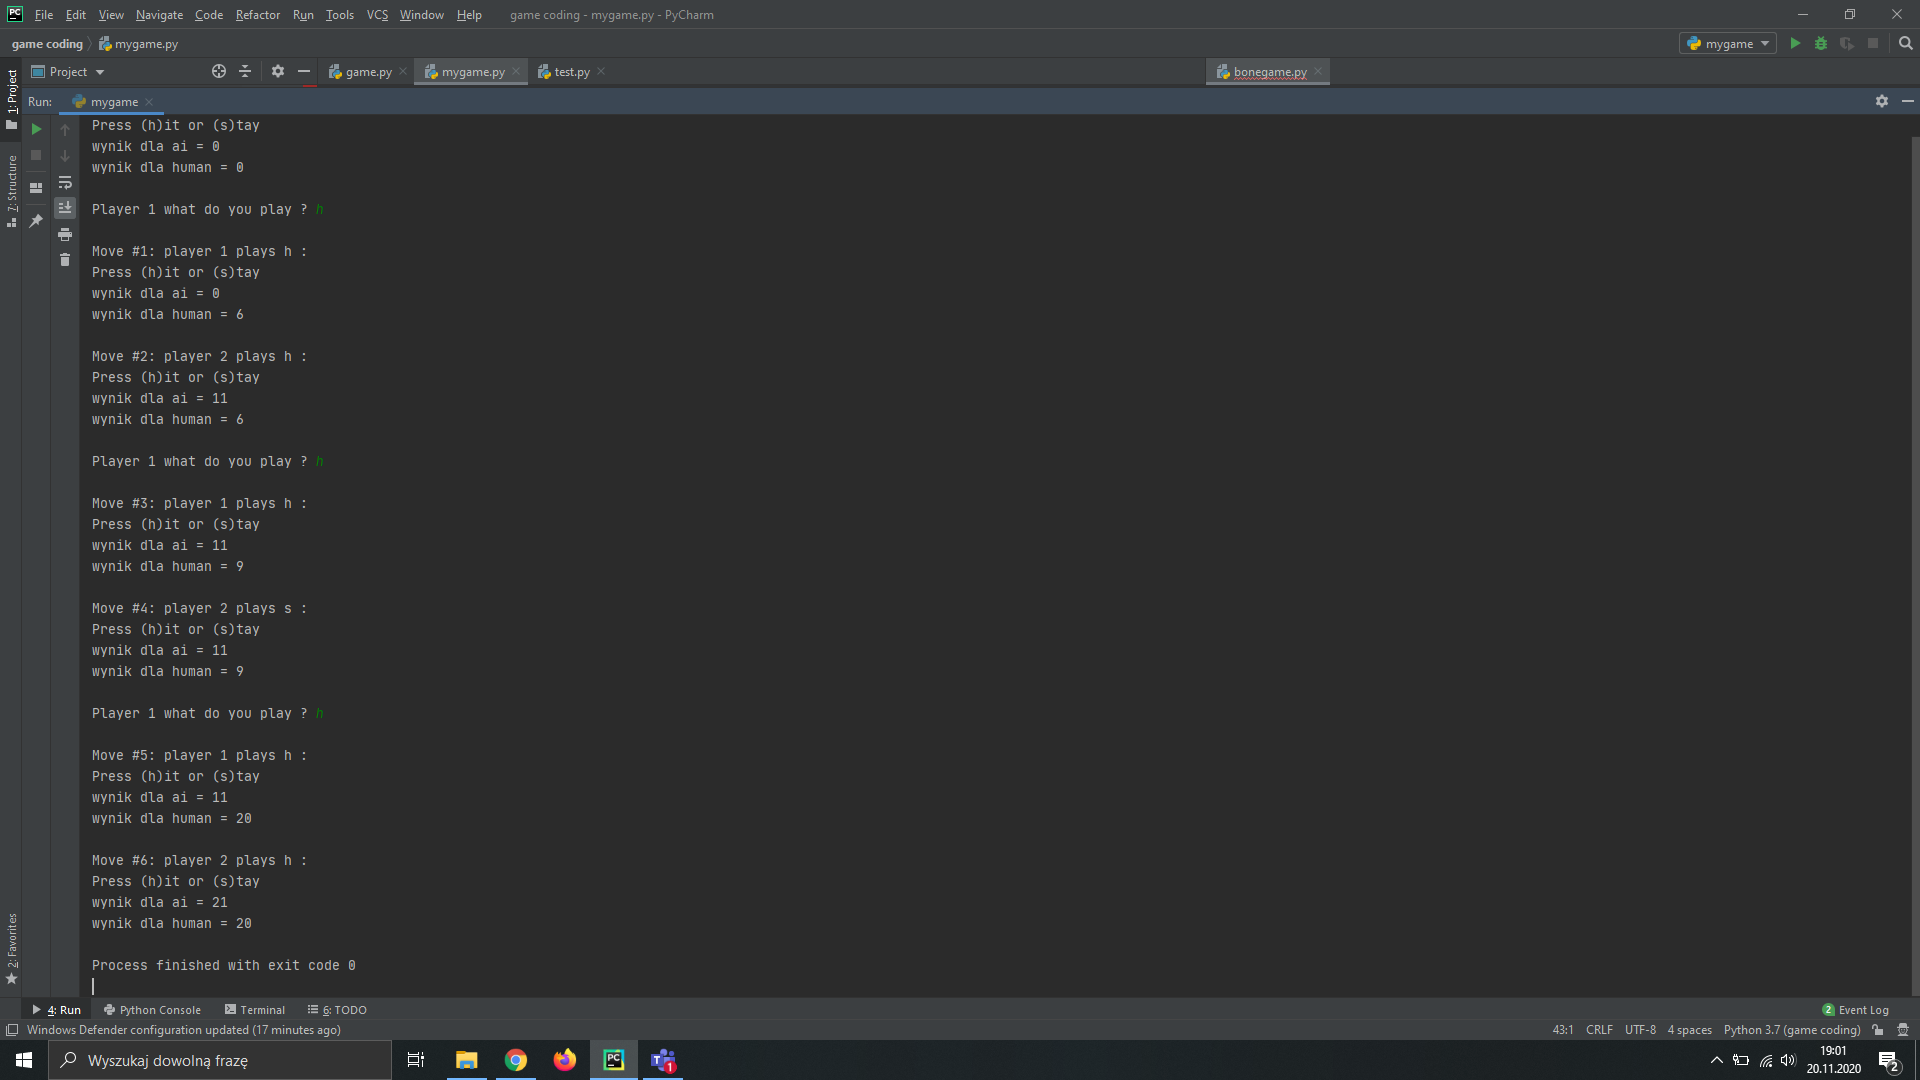 PC File Edit View Navigate Code Refactor Run Tools VCS Window Help game coding - mygame.py - PyCharm
game coding mygame.py mygame
1: Project Project game.py mygame.py test.py bonegame.py
Run: mygame
7: Structure
2: Favorites
Press (h)it or (s)tay
wynik dla ai = 0
wynik dla human = 0
Player 1 what do you play ? h
Move #1: player 1 plays h :
Press (h)it or (s)tay
wynik dla ai = 0
wynik dla human = 6
Move #2: player 2 plays h :
Press (h)it or (s)tay
wynik dla ai = 11
wynik dla human = 6
Player 1 what do you play ? h
Move #3: player 1 plays h :
Press (h)it or (s)tay
wynik dla ai = 11
wynik dla human = 9
Move #4: player 2 plays s :
Press (h)it or (s)tay
wynik dla ai = 11
wynik dla human = 9
Player 1 what do you play ? h
Move #5: player 1 plays h :
Press (h)it or (s)tay
wynik dla ai = 11
wynik dla human = 20
Move #6: player 2 plays h :
Press (h)it or (s)tay
wynik dla ai = 21
wynik dla human = 20
Process finished with exit code 0
4: Run Python Console Terminal 6: TODO 2 Event Log
Windows Defender configuration updated (17 minutes ago) 43:1 CRLF UTF-8 4 spaces Python 3.7 (game coding)
Wyszukaj dowolną frazę PC T 1 19:01
20.11.2020 2